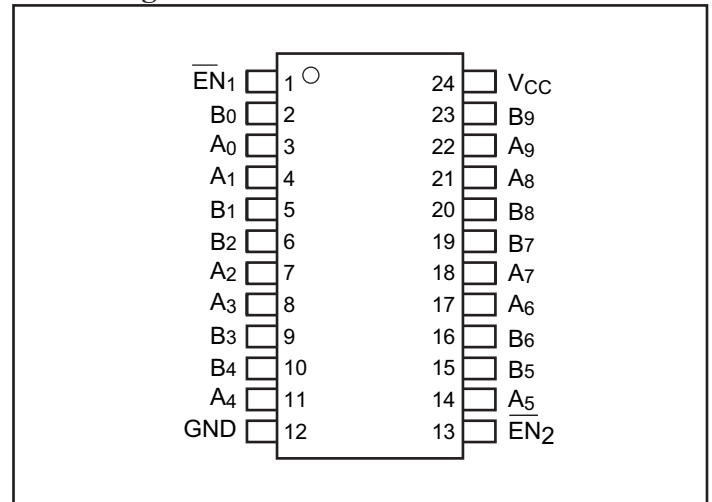 E̅N̅1 1 24 VCC
B0 2 23 B9
A0 3 22 A9
A1 4 21 A8
B1 5 20 B8
B2 6 19 B7
A2 7 18 A7
A3 8 17 A6
B3 9 16 B6
B4 10 15 B5
A4 11 14 A5
GND 12 13 E̅N̅2